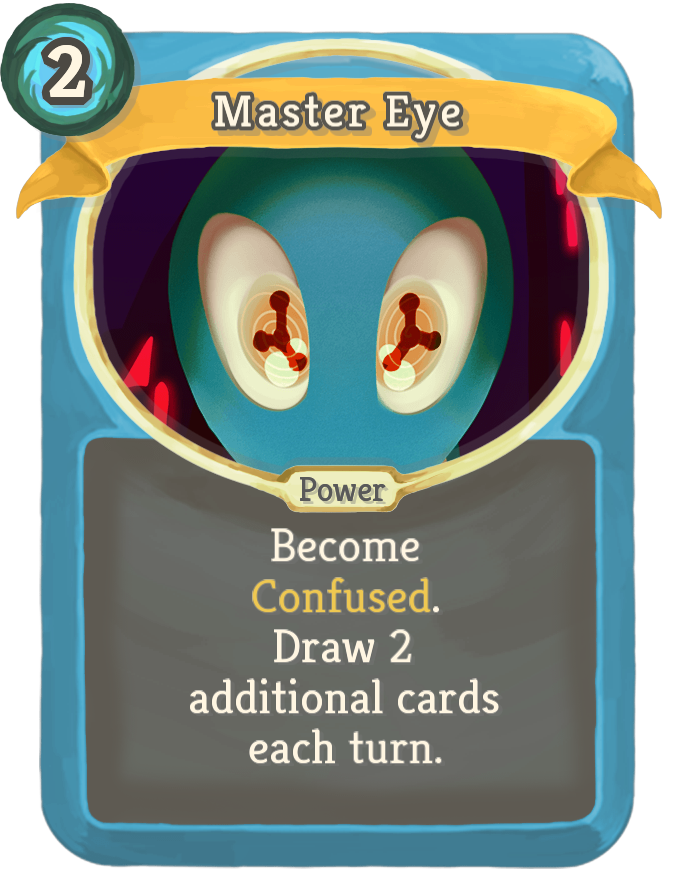 2
Master Eye
Power
Become
Confused.
Draw 2
additional cards
each turn.